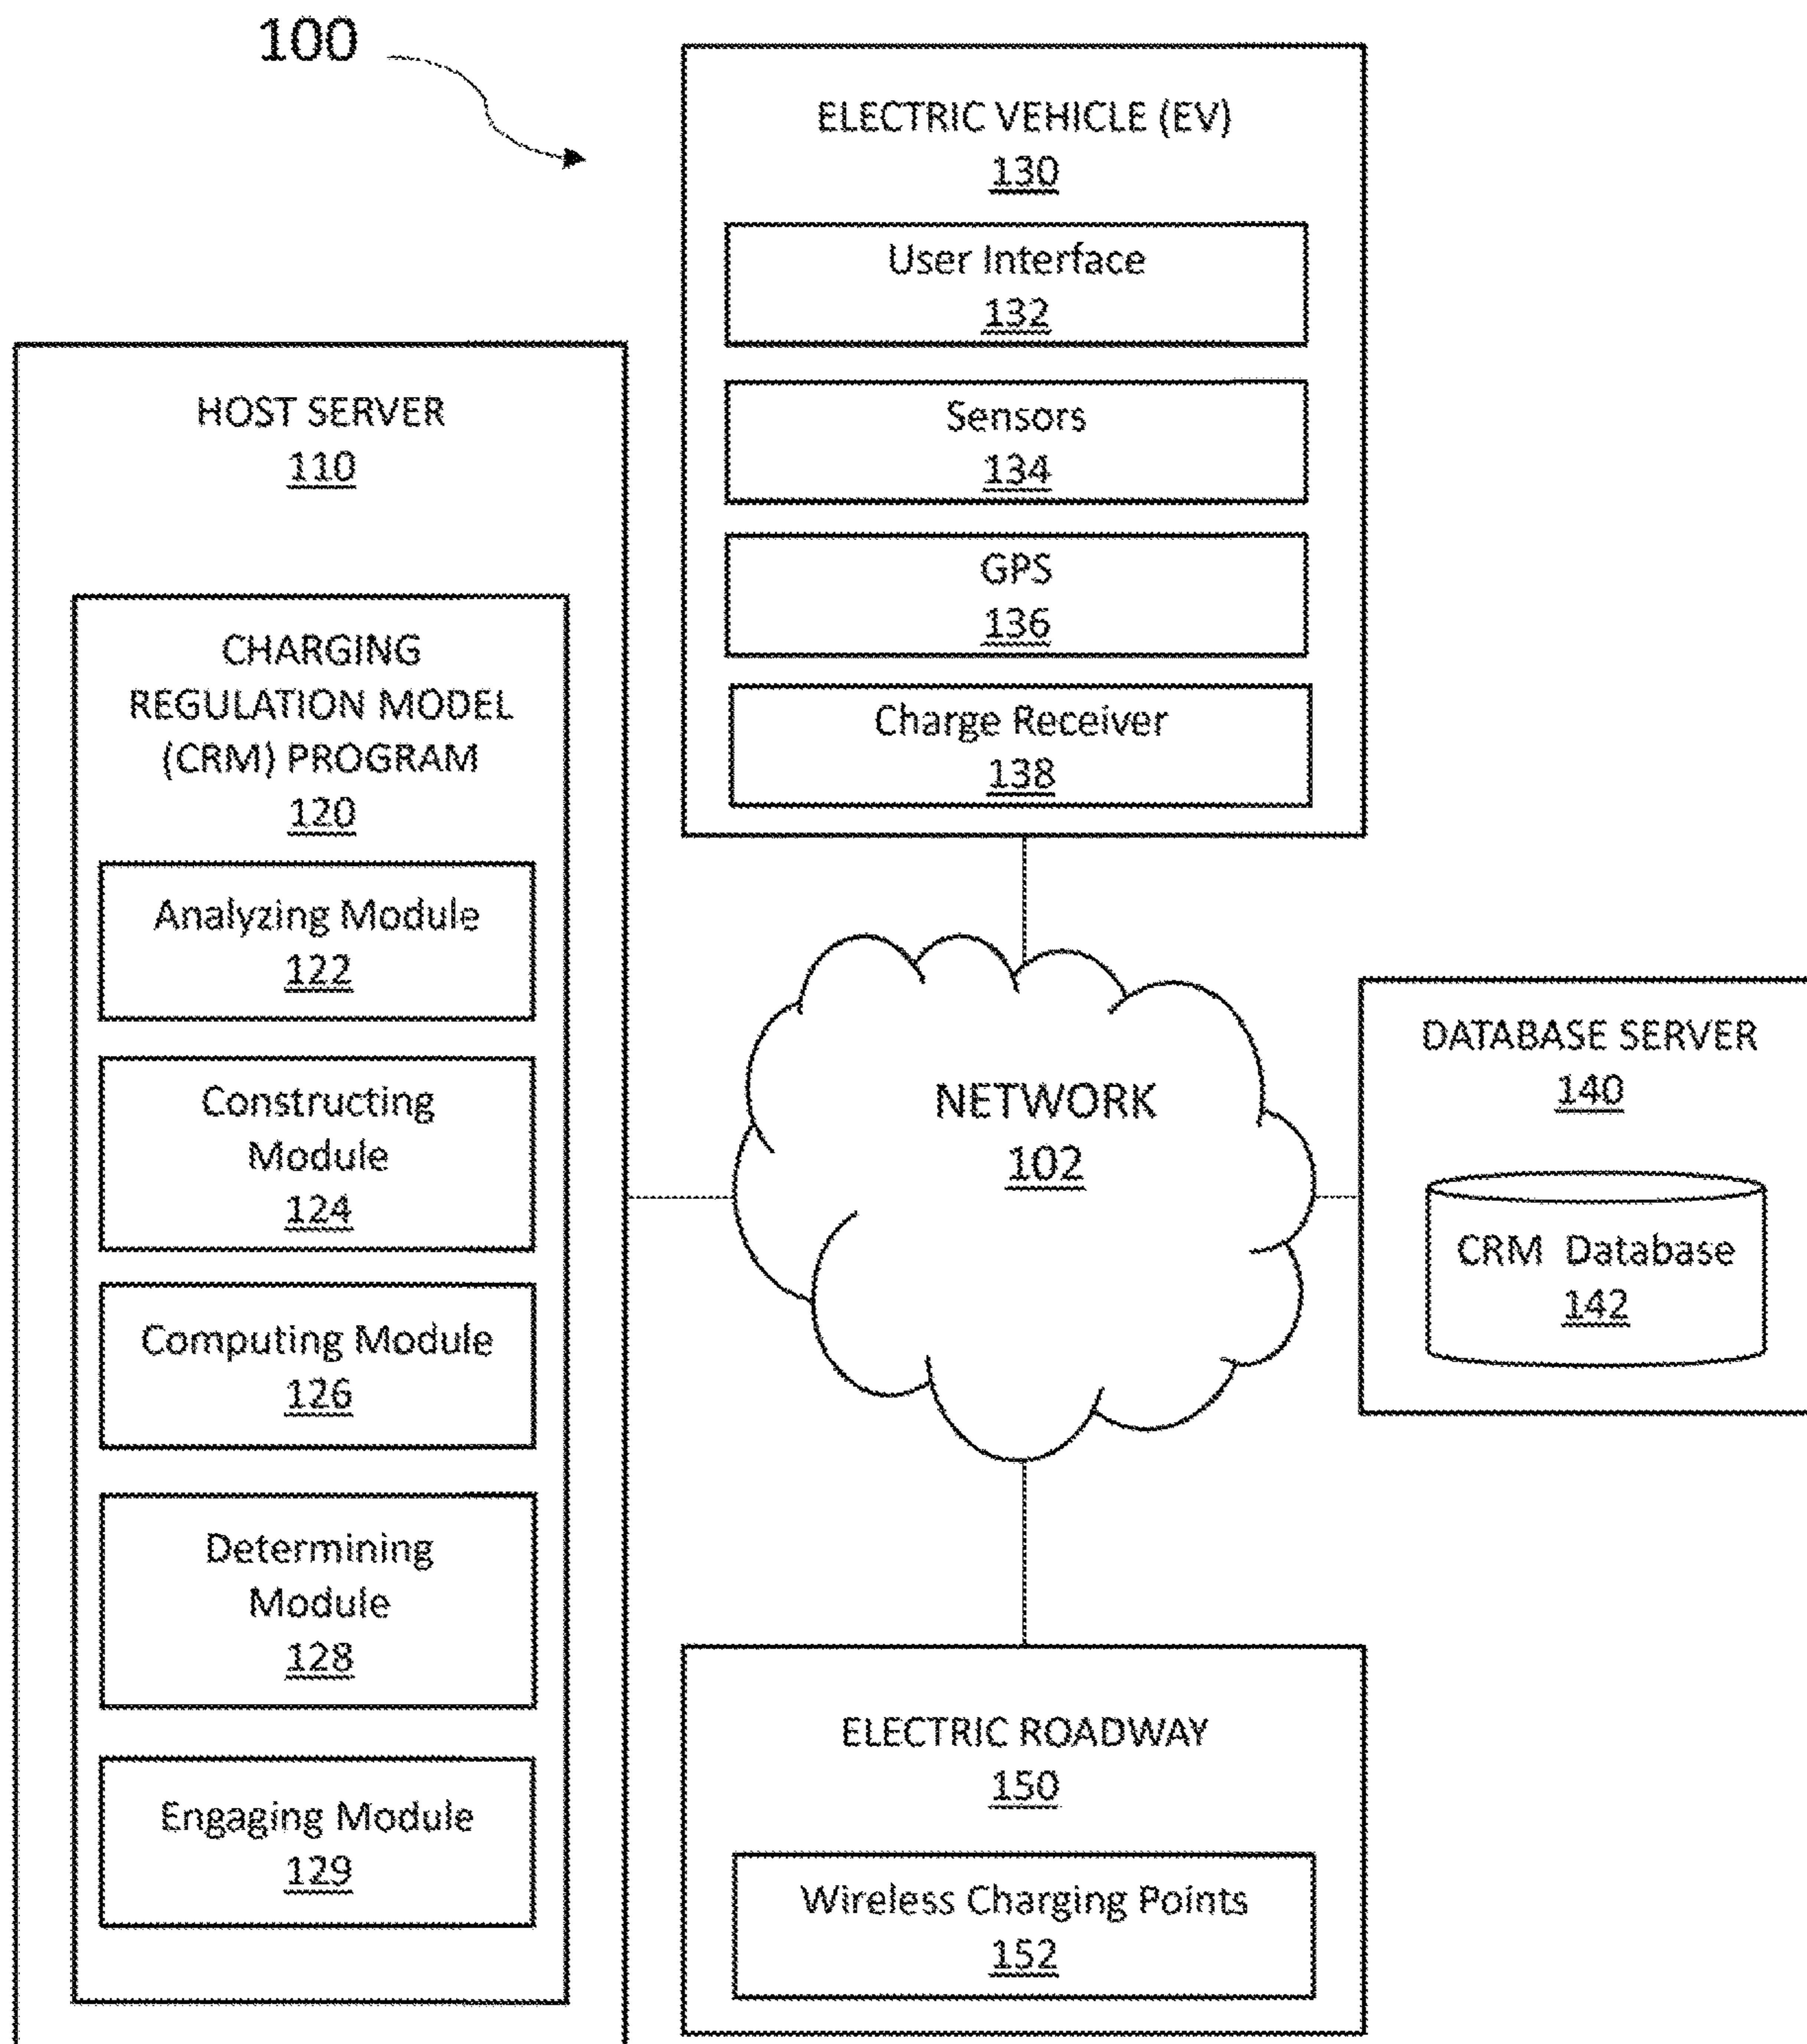 100
ELECTRIC VEHICLE (EV)
130
User Interface
132
Sensors
134
GPS
136
Charge Receiver
138
HOST SERVER
110
CHARGING
REGULATION MODEL
(CRM) PROGRAM
120
Analyzing Module
122
Constructing
Module
124
Computing Module
126
Determining
Module
128
Engaging Module
129
NETWORK
102
DATABASE SERVER
140
CRM Database
142
ELECTRIC ROADWAY
150
Wireless Charging Points
152